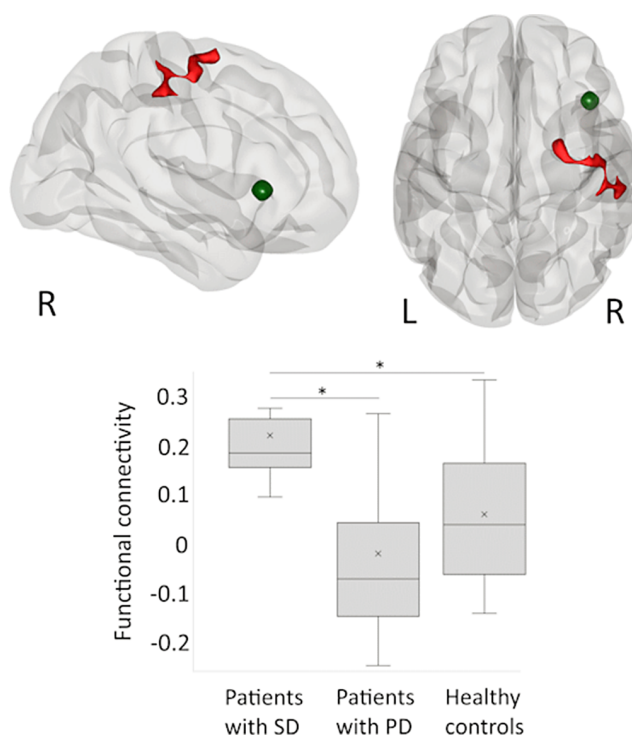 R
L
R
*
*
0.3
0.2
0.1
0
-0.1
-0.2
Functional connectivity
Patients
with SD
Patients
with PD
Healthy
controls